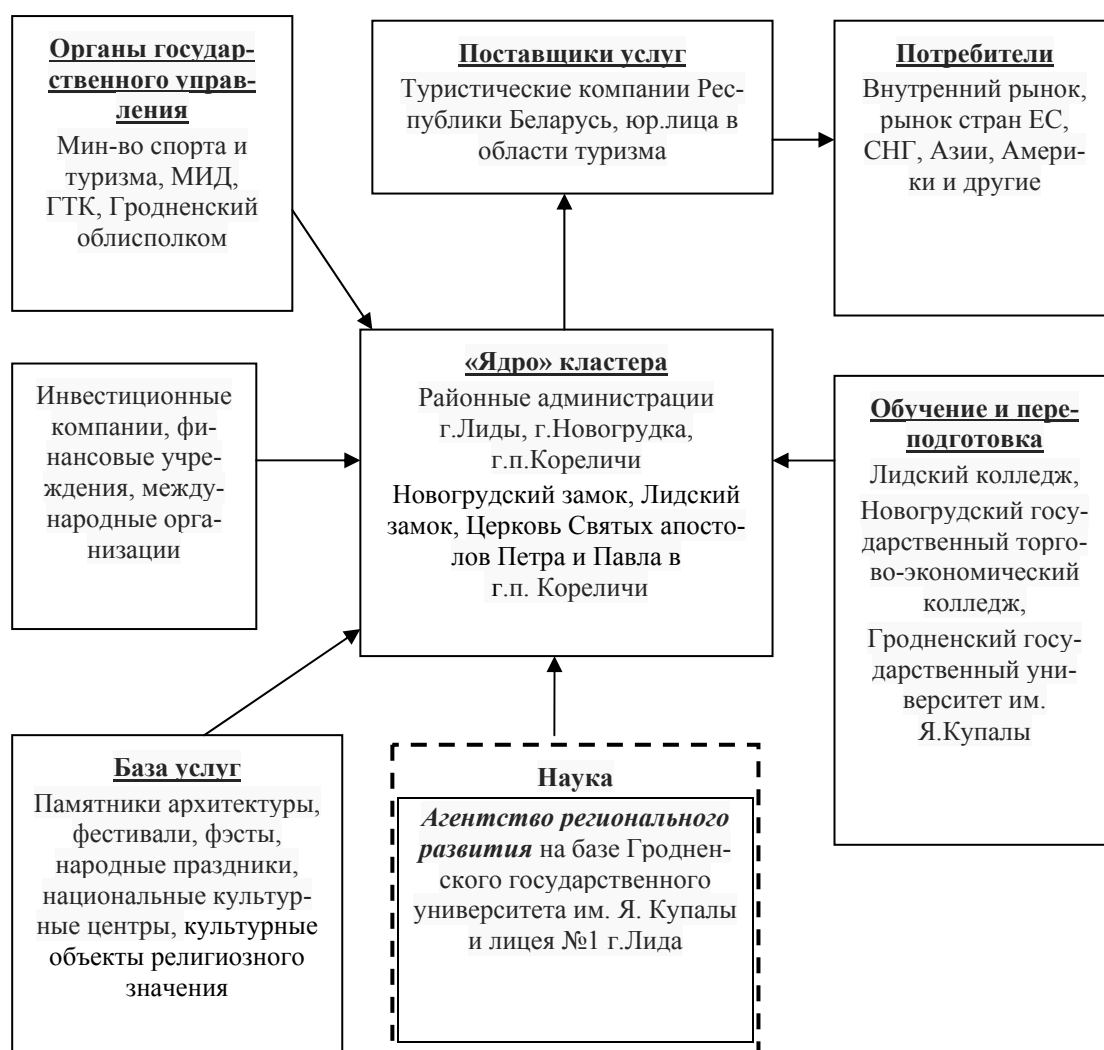 Органы государ-
ственного управ-
ления
Мин-во спорта и
туризма, МИД,
ГТК, Гродненский
облисполком
Поставщики услуг
Туристические компании Рес-
публики Беларусь, юр.лица в
области туризма
Потребители
Внутренний рынок,
рынок стран ЕС,
СНГ, Азии, Амери-
ки и другие
Инвестиционные
компании, фи-
нансовые учре-
ждения, между-
народные орга-
низации
«Ядро» кластера
Районные администрации
г.Лиды, г.Новогрудка,
г.п.Кореличи
Новогрудский замок, Лидский
замок, Церковь Святых апосто-
лов Петра и Павла в
г.п. Кореличи
Обучение и пере-
подготовка
Лидский колледж,
Новогрудский госу-
дарственный торго-
во-экономический
колледж,
Гродненский госу-
дарственный уни-
верситет им.
Я.Купалы
База услуг
Памятники архитектуры,
фестивали, фэсты,
народные праздники,
национальные культур-
ные центры, культурные
объекты религиозного
значения
Наука
Агентство регионального
развития на базе Гроднен-
ского государственного
университета им. Я. Купалы
и лицея №1 г.Лида